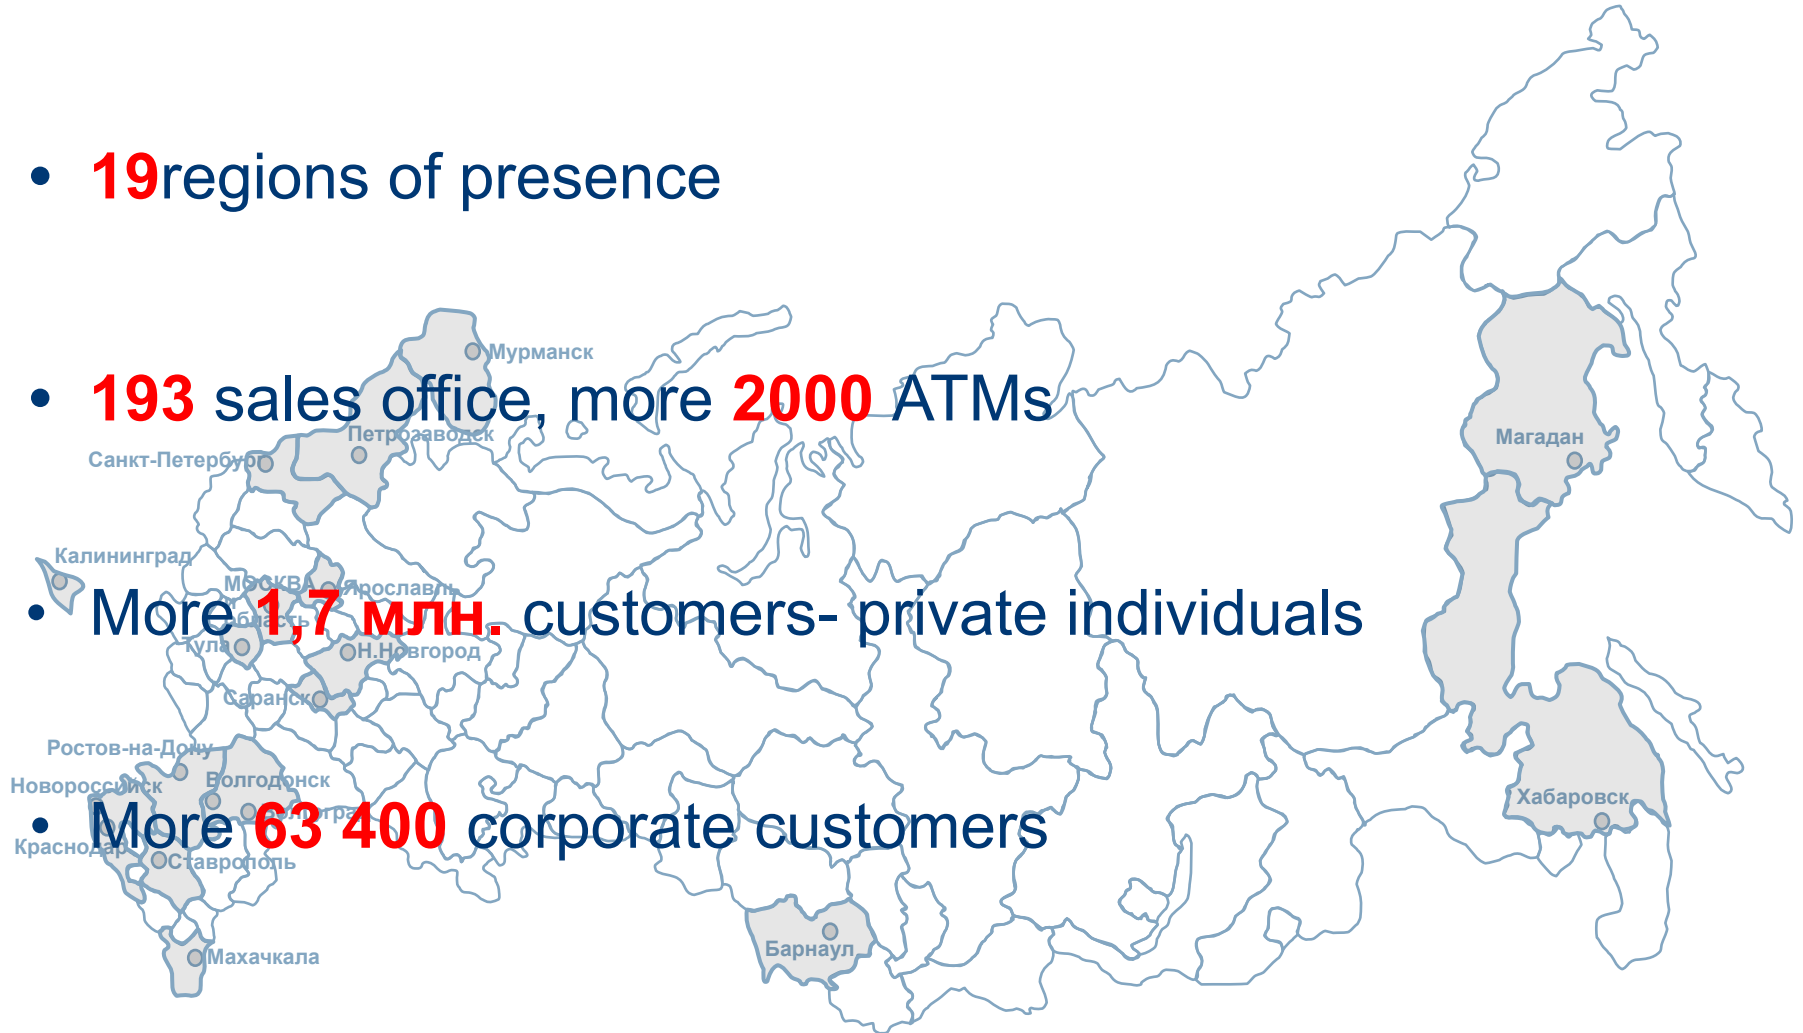 • 19regions of presence
Мурманск
• 193 sales office, more 2000 ATMs
Петрозаводск
Магадан
Санкт-Петербург
Калининград
МОСКВА
Ярославль
• More 1,7 млн. customers- private individuals
область
Тула
Н.Новгород
Саранск
Ростов-на-Дону
Волгодонск
Новороссийск
Хабаровск
• More 63 400 corporate customers
Краснодар
Ставрополь
Барнаул
Махачкала